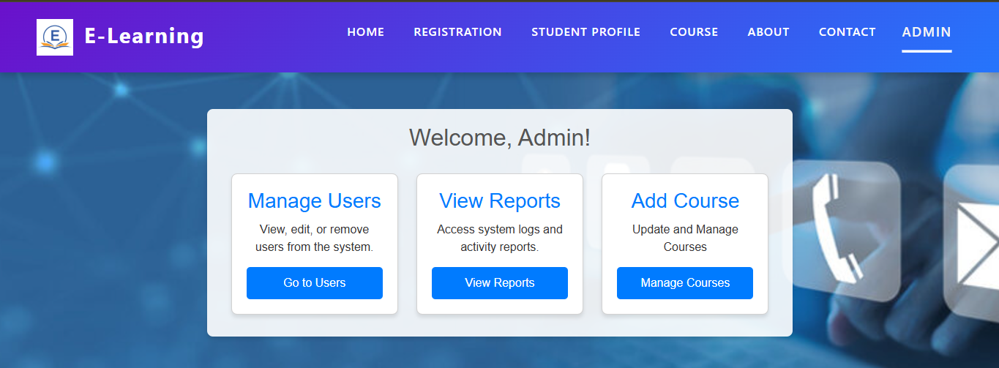 E
E-Learning
HOME REGISTRATION STUDENT PROFILE COURSE ABOUT CONTACT ADMIN
Welcome, Admin!
Manage Users
View, edit, or remove
users from the system.
Go to Users
View Reports
Access system logs and
activity reports.
View Reports
Add Course
Update and Manage
Courses
Manage Courses